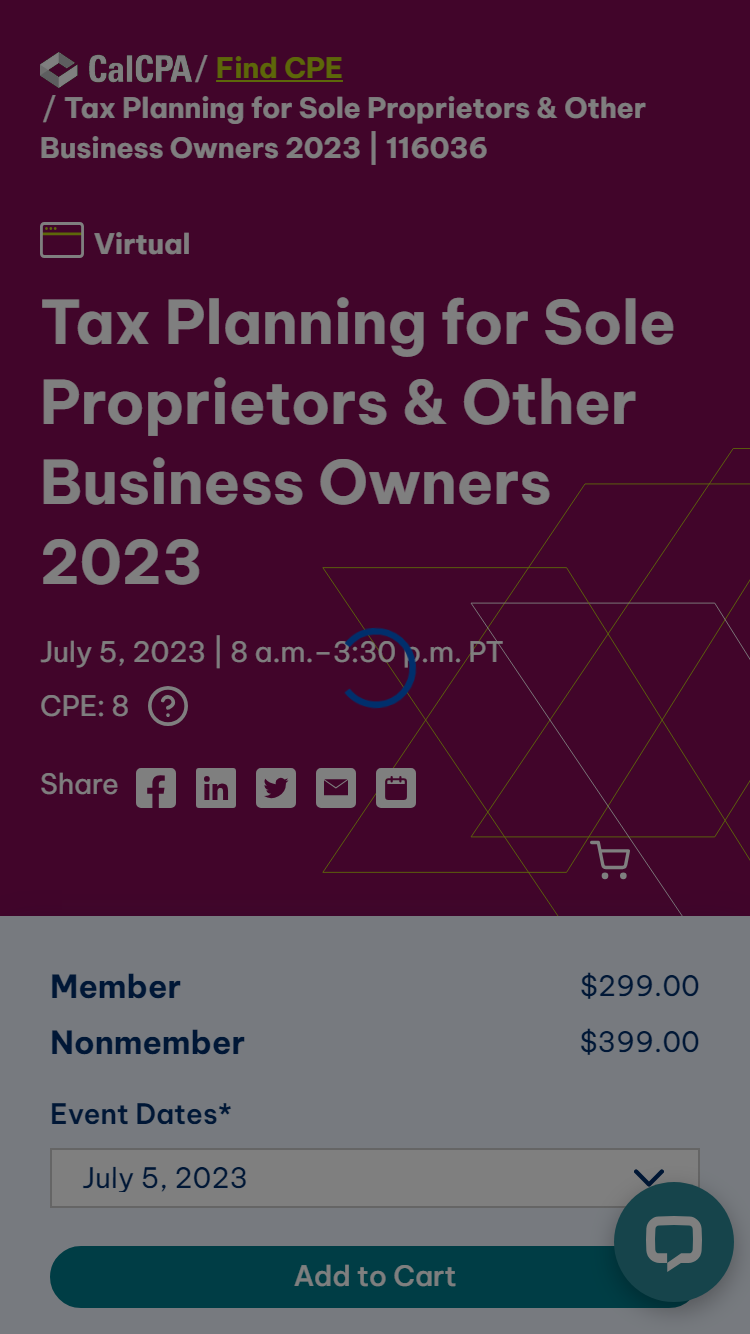 CalCPA / Find CPE
/ Tax Planning for Sole Proprietors & Other
Business Owners 2023 | 116036
Virtual
Tax Planning for Sole
Proprietors & Other
Business Owners
2023
July 5, 2023 | 8 a.m.–3:30 p.m. PT
CPE: 8 ?
Share
Member $299.00
Nonmember $399.00
Event Dates*
July 5, 2023
Add to Cart